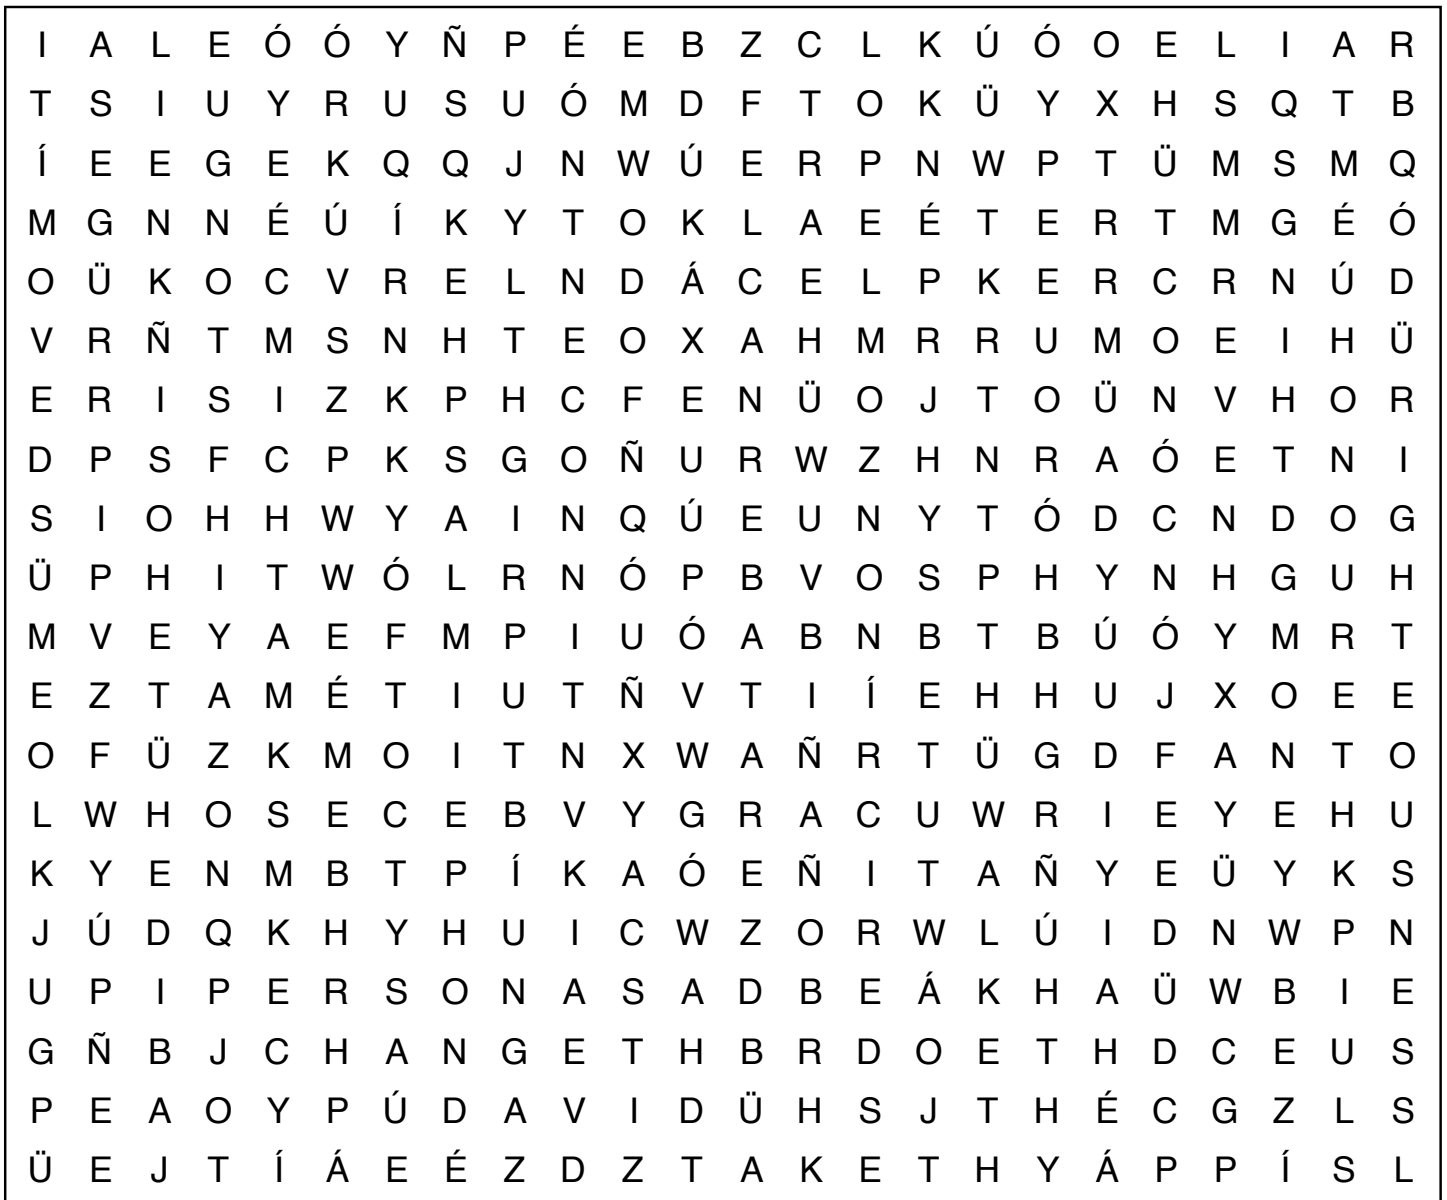 I A L E Ó Ó Y Ñ P É E B Z C L K Ú Ó O E L I A R
T S I U Y R U S U Ó M D F T O K Ü Y X H S Q T B
Í E E G E K Q Q J N W Ú E R P N W P T Ü M S M Q
M G N N É Ú Í K Y T O K L A E É T E R T M G É Ó
O Ü K O C V R E L N D Á C E L P K E R C R N Ú D
V R Ñ T M S N H T E O X A H M R R U M O E I H Ü
E R I S I Z K P H C F E N Ü O J T O Ü N V H O R
D P S F C P K S G O Ñ U R W Z H N R A Ó E T N I
S I O H H W Y A I N Q Ú E U N Y T Ó D C N D O G
Ü P H I T W Ó L R N Ó P B V O S P H Y N H G U H
M V E Y A E F M P I U Ó A B N B T B Ú Ó Y M R T
E Z T A M É T I U T Ñ V T I Í E H H U J X O E E
O F Ü Z K M O I T N X W A Ñ R T Ü G D F A N T O
L W H O S E C E B V Y G R A C U W R I E Y E H U
K Y E N M B T P Í K A Ó E Ñ I T A Ñ Y E Ü Y K S
J Ú D Q K H Y H U I C W Z O R W L Ú I D N W P N
U P I P E R S O N A S A D B E Á K H A Ü W B I E
G Ñ B J C H A N G E T H B R D O E T H D C E U S
P E A O Y P Ú D A V I D Ü H S J T H É C G Z L S
Ü E J T Í Á E É Z D Z T A K E T H Y Á P P Í S L